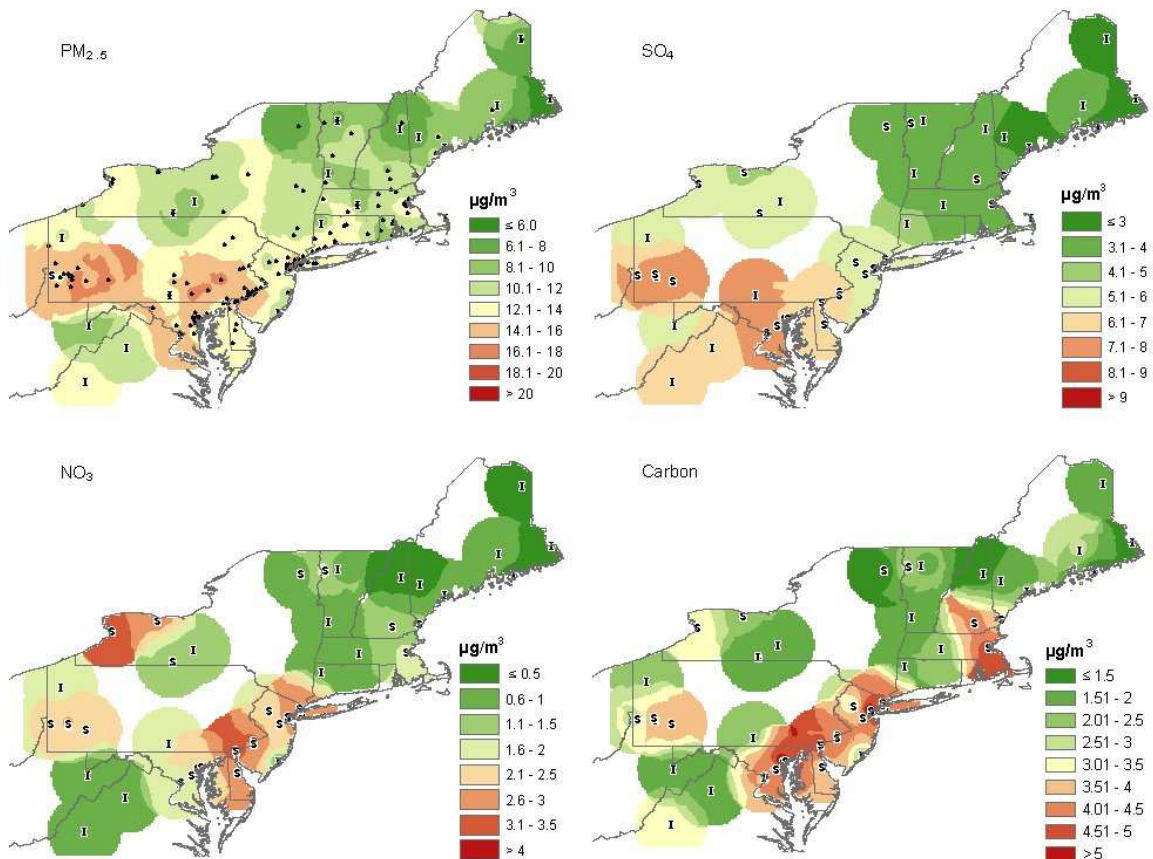 PM2.5
µg/m3
≤ 6.0
6.1 - 8
8.1 - 10
10.1 - 12
12.1 - 14
14.1 - 16
16.1 - 18
18.1 - 20
> 20
SO4
µg/m3
≤ 3
3.1 - 4
4.1 - 5
5.1 - 6
6.1 - 7
7.1 - 8
8.1 - 9
> 9
NO3
µg/m3
≤ 0.5
0.6 - 1
1.1 - 1.5
1.6 - 2
2.1 - 2.5
2.6 - 3
3.1 - 3.5
> 4
Carbon
µg/m3
≤ 1.5
1.51 - 2
2.01 - 2.5
2.51 - 3
3.01 - 3.5
3.51 - 4
4.01 - 4.5
4.51 - 5
>5